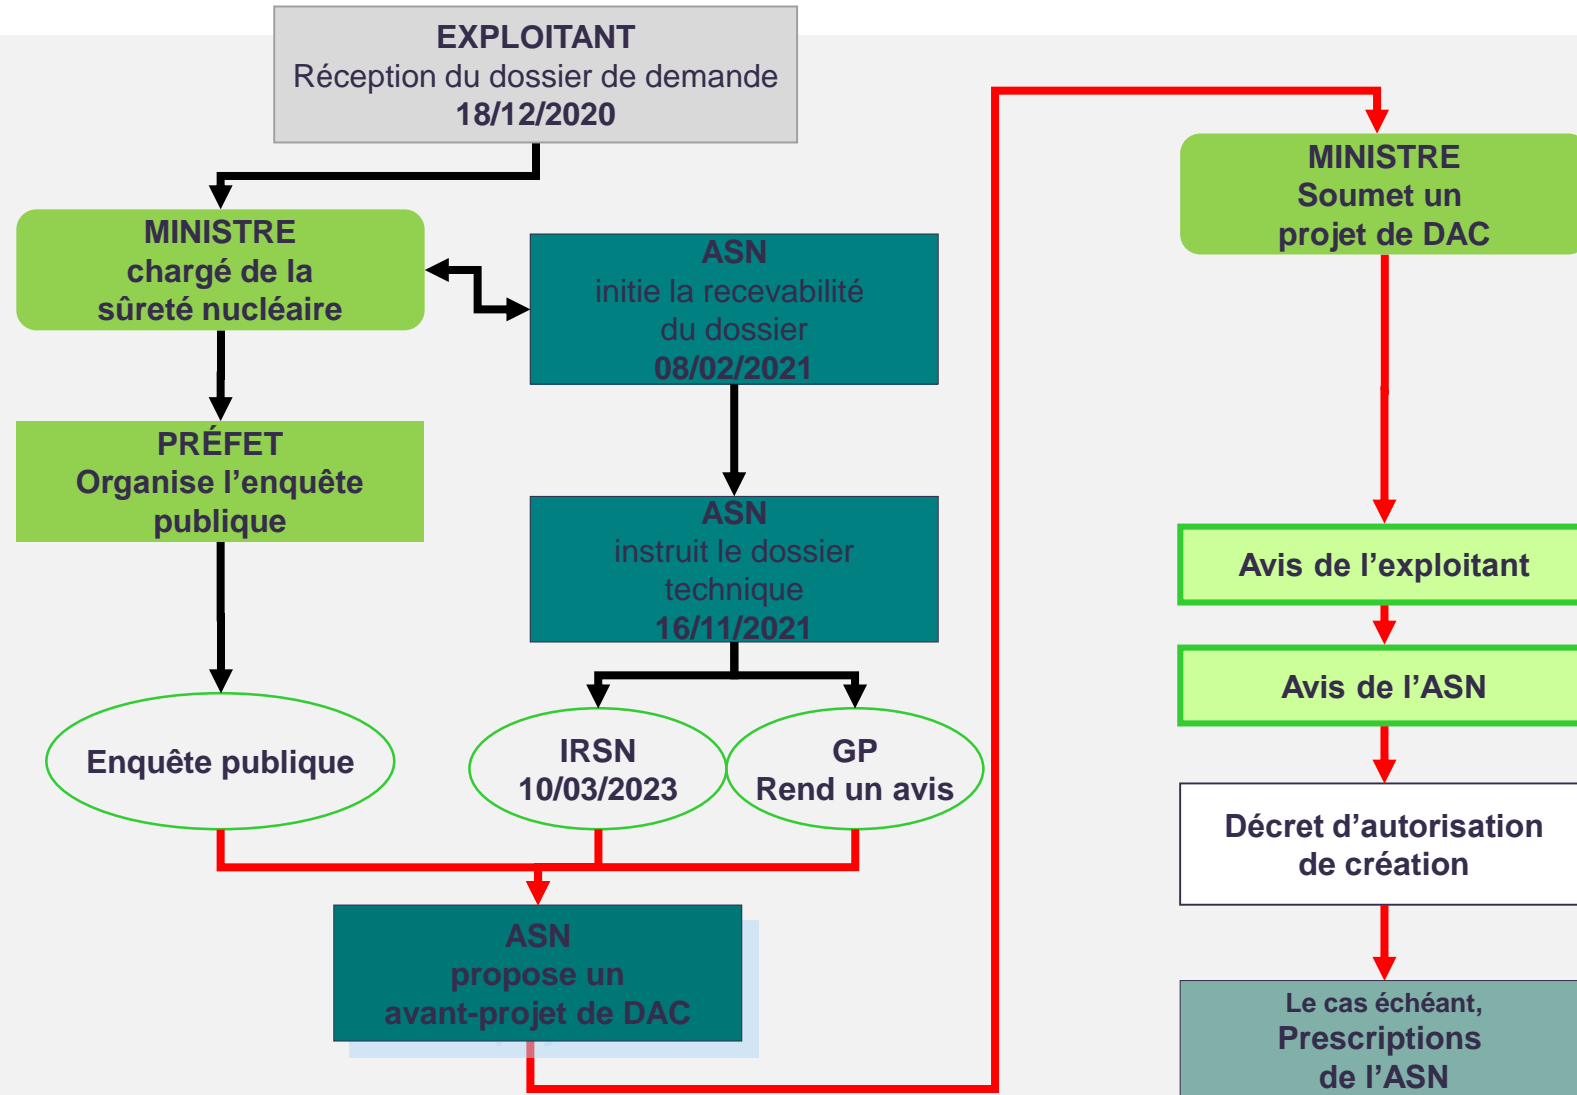 EXPLOITANT
Réception du dossier de demande
18/12/2020
MINISTRE
chargé de la
sûreté nucléaire
ASN
initie la recevabilité
du dossier
08/02/2021
PRÉFET
Organise l’enquête
publique
ASN
instruit le dossier
technique
16/11/2021
Enquête publique
IRSN
10/03/2023
GP
Rend un avis
ASN
propose un
avant-projet de DAC
MINISTRE
Soumet un
projet de DAC
Avis de l’exploitant
Avis de l’ASN
Décret d’autorisation
de création
Le cas échéant,
Prescriptions
de l’ASN